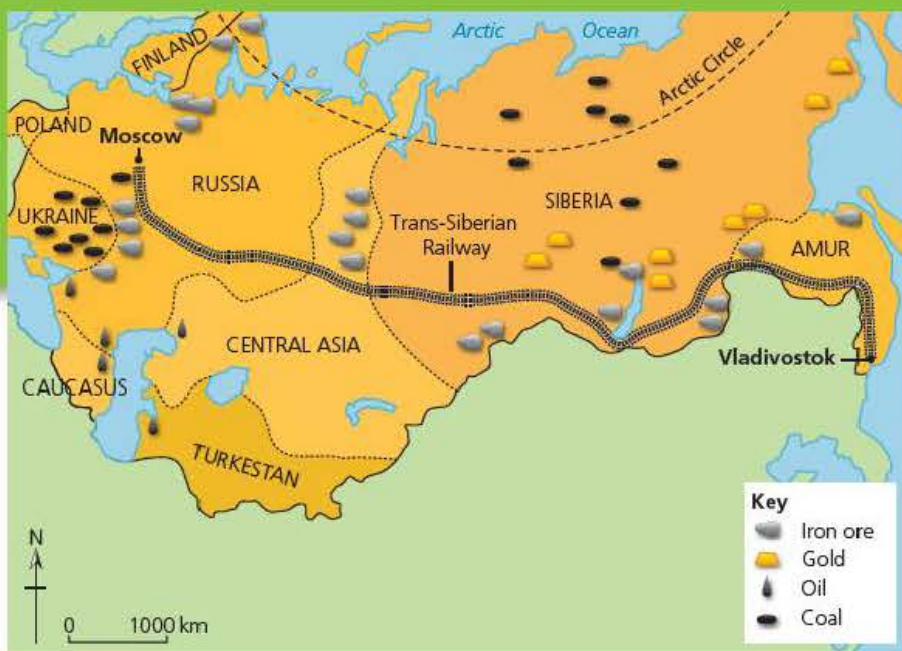 Arctic Ocean
FINLAND
Arctic Circle
POLAND
Moscow
RUSSIA
UKRAINE
SIBERIA
Trans-Siberian
Railway
AMUR
CENTRAL ASIA
Vladivostok
CAUCASUS
TURKESTAN
Key
Iron ore
Gold
Oil
Coal
N
0 1000 km